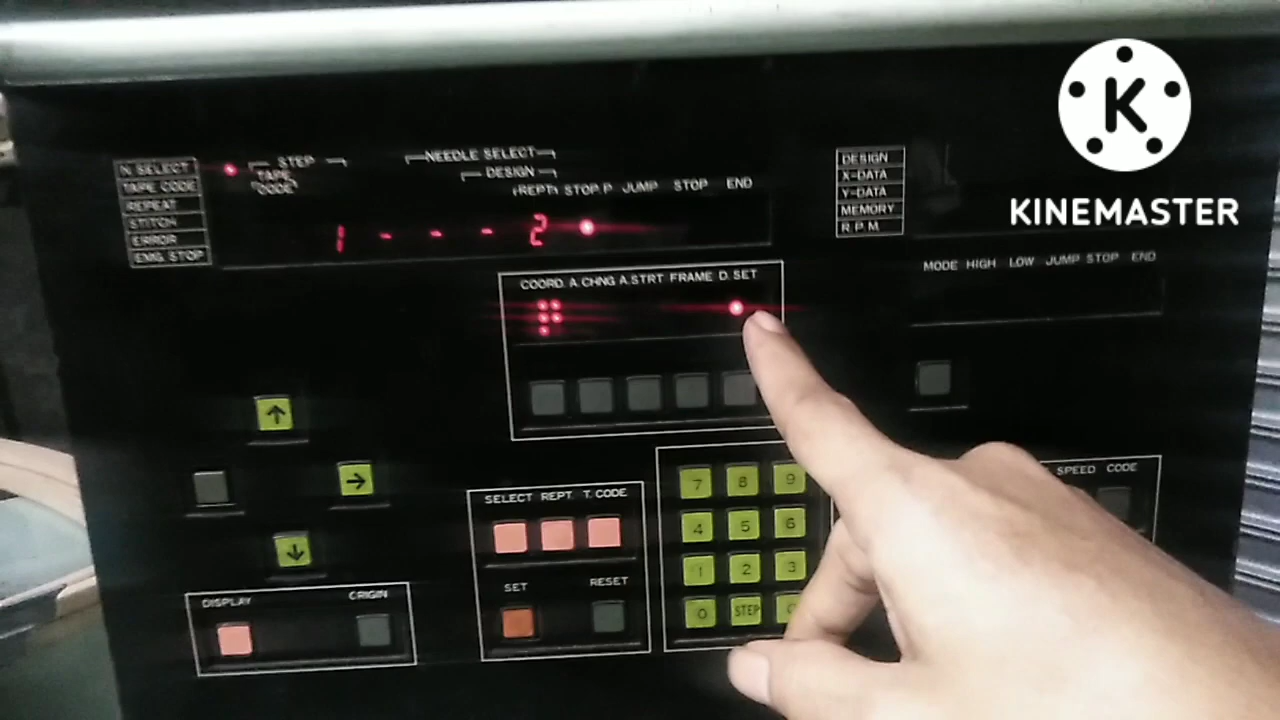 N. SELECT
TAPE CODE
REPEAT
STITCH
ERROR
EMG. STOP
STEP
TAPE
CODE
NEEDLE SELECT
DESIGN
REPT STOP.P JUMP STOP END
1 - - - 2
DESIGN
X-DATA
Y-DATA
MEMORY
R.P.M
K
KINEMASTER
MODE HIGH LOW JUMP STOP END
COORD. A.CHNG A.STRT FRAME D.SET
SELECT REPT T.CODE
SET RESET
7 8 9
4 5 6
1 2 3
0 STEP C
SPEED CODE
DISPLAY ORIGIN